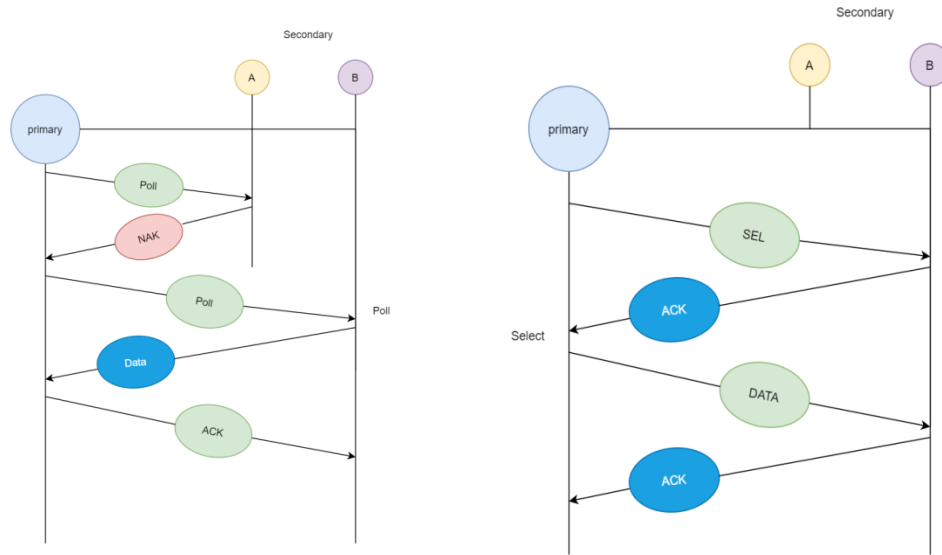 Secondary
A
B
primary
Poll
NAK
Poll
Poll
Data
ACK
Secondary
A
B
primary
SEL
ACK
Select
DATA
ACK